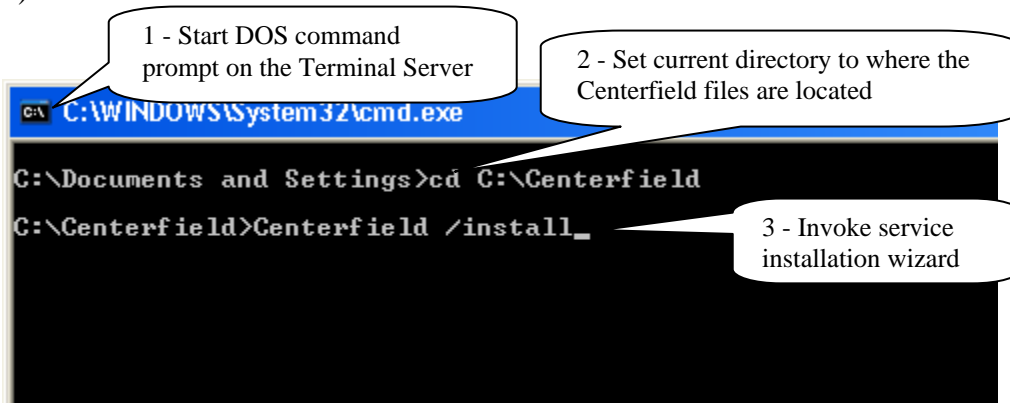 1 - Start DOS command
prompt on the Terminal Server
2 - Set current directory to where the
Centerfield files are located
C:\WINDOWS\System32\cmd.exe
C:\Documents and Settings>cd C:\Centerfield
C:\Centerfield>Centerfield /install_
3 - Invoke service
installation wizard